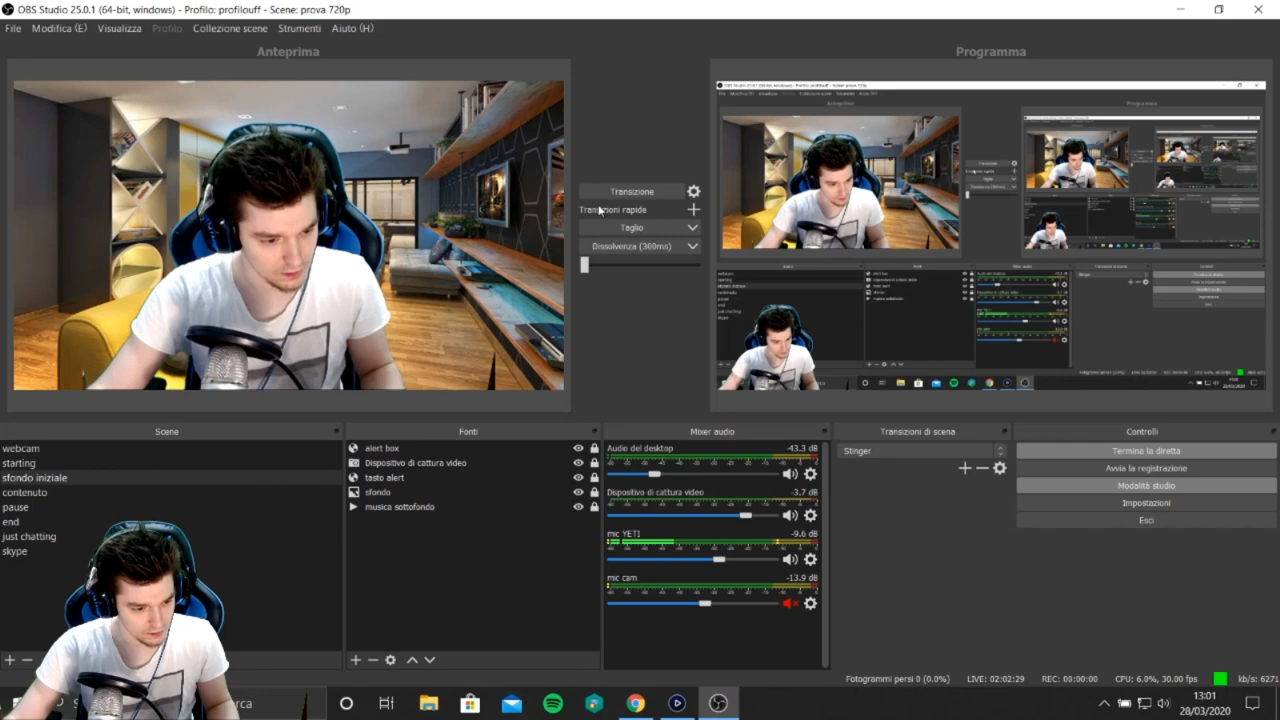 OBS Studio 25.0.1 (64-bit, windows) - Profilo: profilouff - Scene: prova 720p
File Modifica (E) Visualizza Profilo Collezione scene Strumenti Aiuto (H)
Anteprima
Programma
Transizione
Transizioni rapide
Taglio
Dissolvenza (300ms)
Scene
webcam
starting
sfondo iniziale
contenuto
pause
end
just chatting
skype
Fonti
alert box
Dispositivo di cattura video
tasto alert
sfondo
musica sottofondo
Mixer audio
Audio del desktop -43.3 dB
Dispositivo di cattura video -3.7 dB
mic YETI -9.6 dB
mic cam -13.9 dB
Transizioni di scena
Stinger
Controlli
Termina la diretta
Avvia la registrazione
Modalità studio
Impostazioni
Esci
Fotogrammi persi 0 (0.0%) LIVE: 02:02:29 REC: 00:00:00 CPU: 6.0%, 30.00 fps kb/s: 6271
rca
13:01
28/03/2020